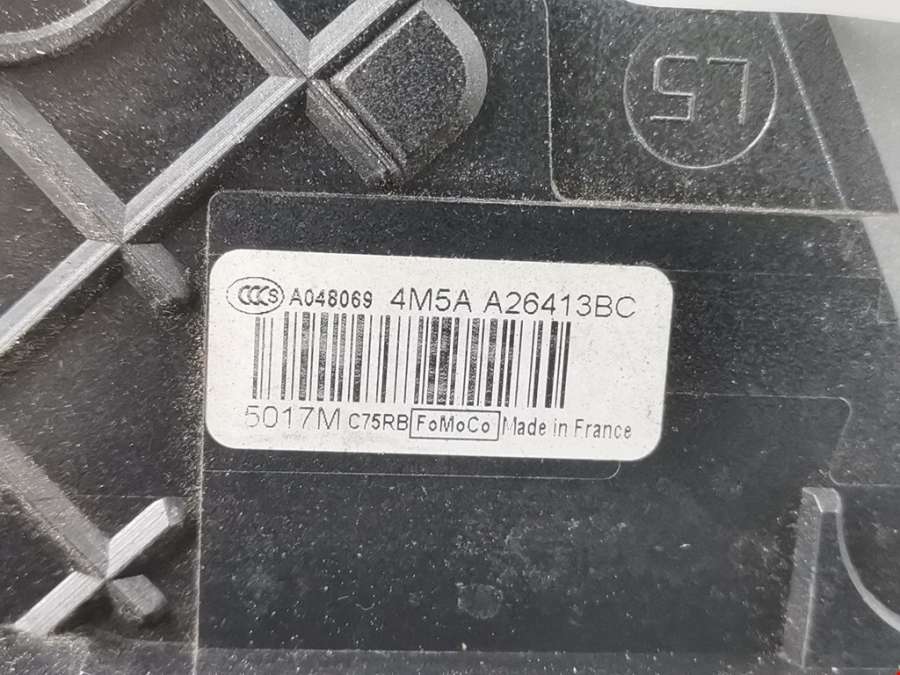 L5
CCCS A048069 4M5A A26413BC
5017M C75RB FoMoCo Made in France